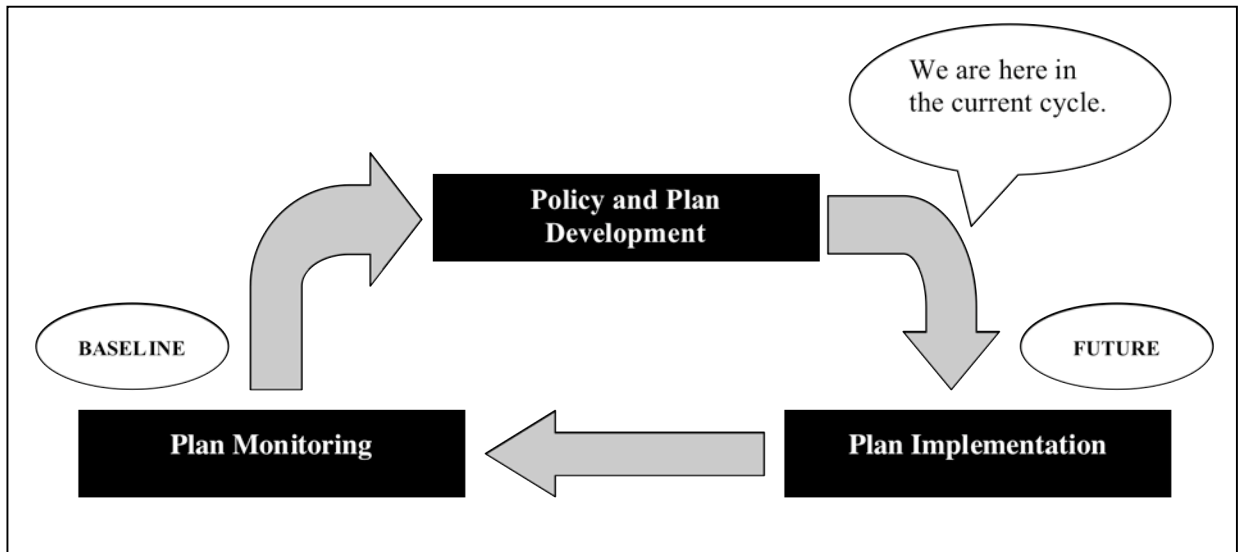 We are here in
the current cycle.
Policy and Plan
Development
BASELINE
FUTURE
Plan Monitoring
Plan Implementation